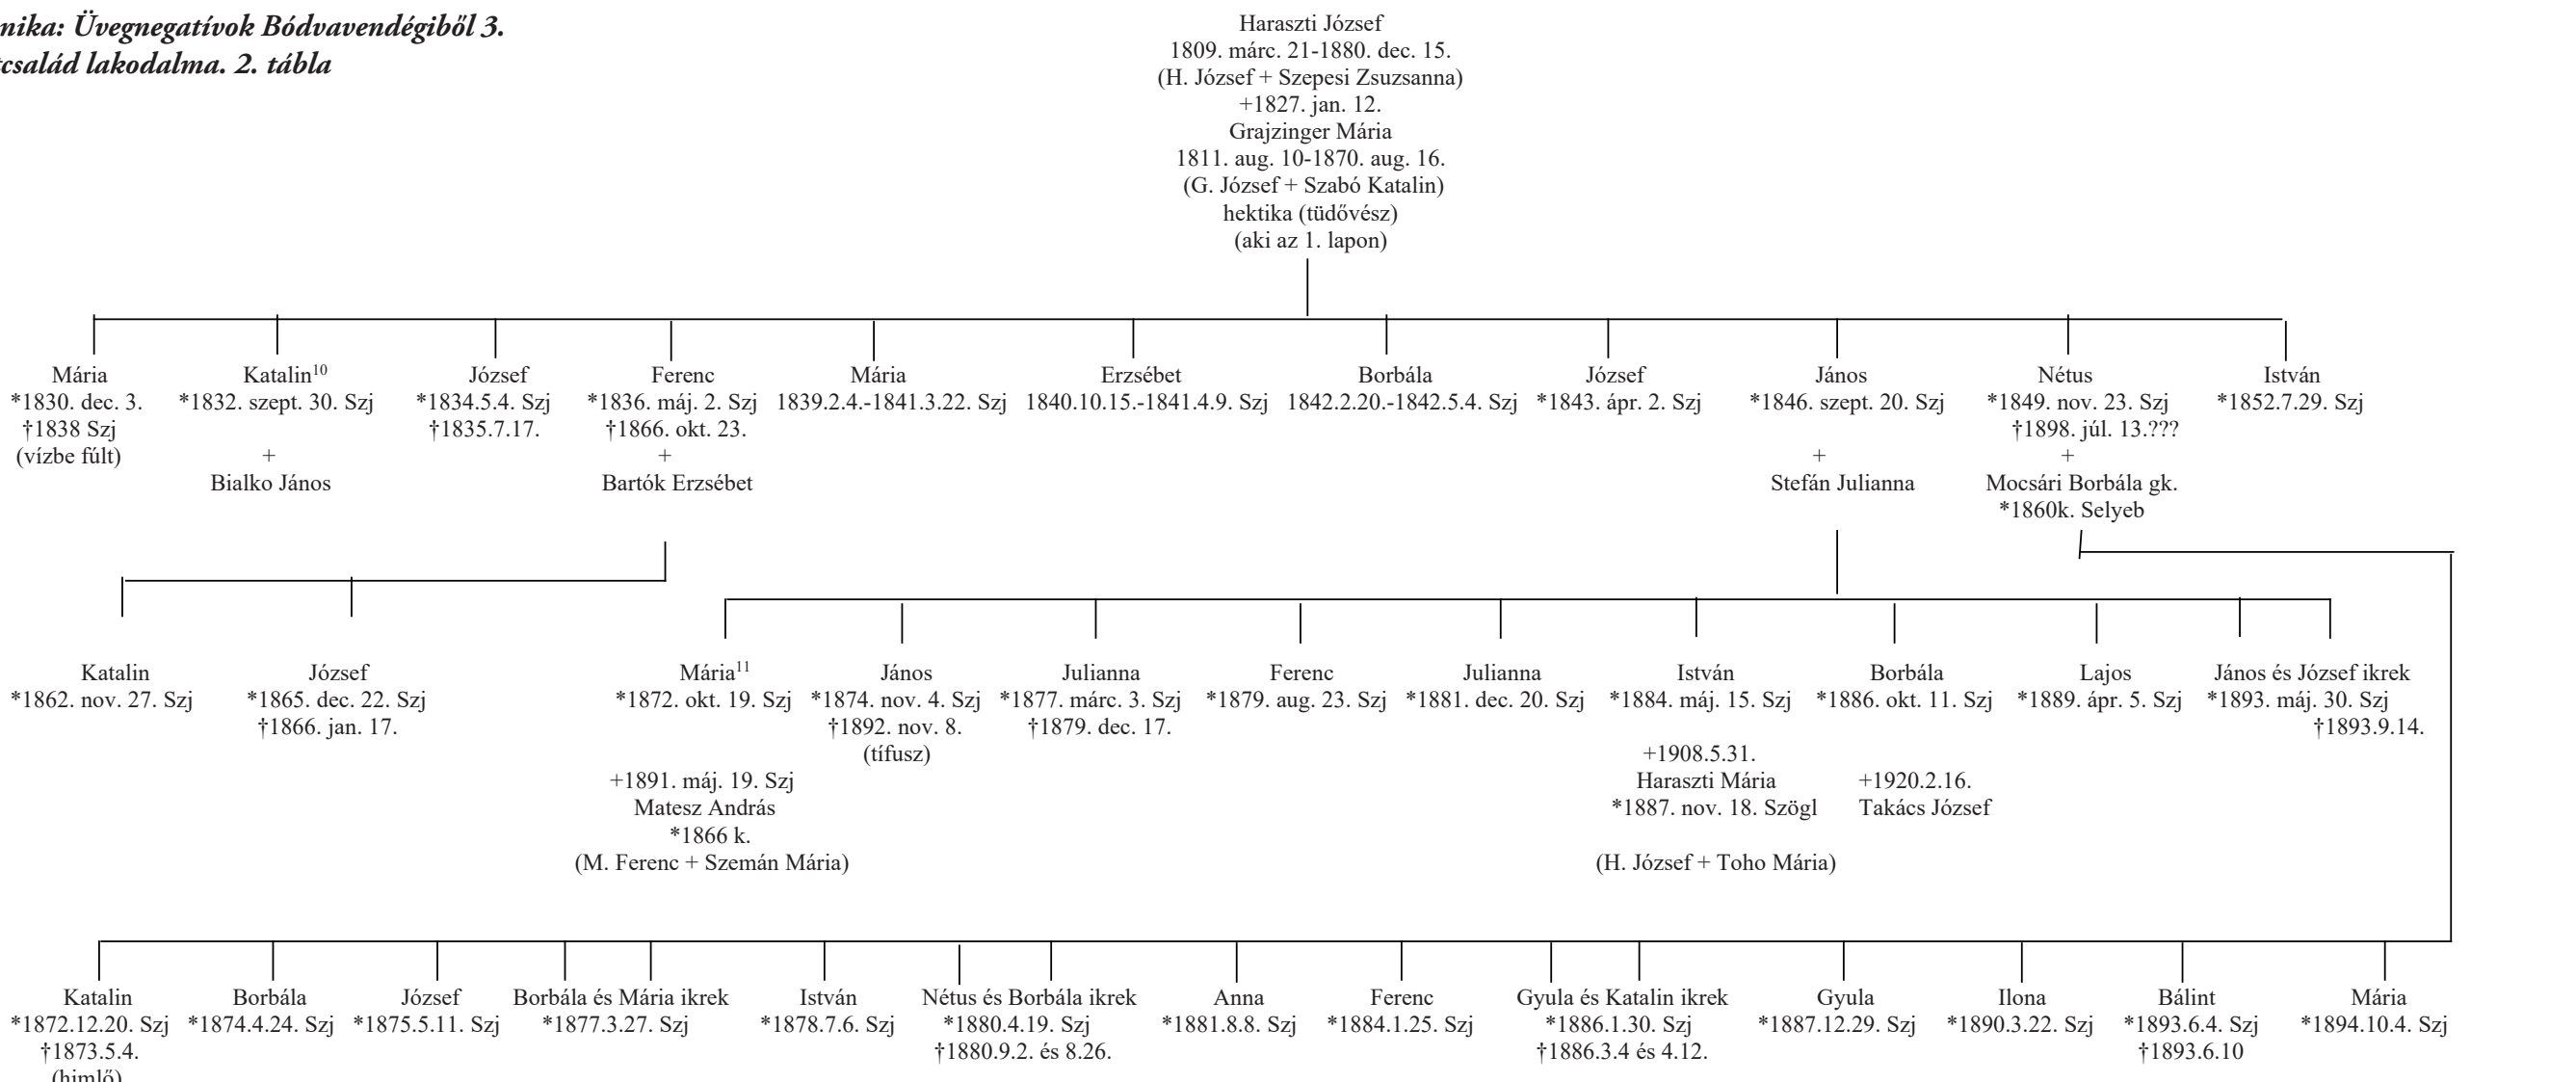 nika: Üvegnegatívok Bódvavendégiből 3.
család lakodalma. 2. tábla
Haraszti József
1809. márc. 21-1880. dec. 15.
(H. József + Szepesi Zsuzsanna)
+1827. jan. 12.
Grajzinger Mária
1811. aug. 10-1870. aug. 16.
(G. József + Szabó Katalin)
hektika (tüdővész)
(aki az 1. lapon)
Mária Katalin¹⁰ József Ferenc Mária Erzsébet Borbála József János Nétus István
*1830. dec. 3. *1832. szept. 30. Szj *1834.5.4. Szj *1836. máj. 2. Szj 1839.2.4.-1841.3.22. Szj 1840.10.15.-1841.4.9. Szj 1842.2.20.-1842.5.4. Szj *1843. ápr. 2. Szj *1846. szept. 20. Szj *1849. nov. 23. Szj *1852.7.29. Szj
†1838 Szj †1835.7.17. †1866. okt. 23. †1898. júl. 13.???
(vízbe fúlt) + + + +
Bialko János Bartók Erzsébet Stefán Julianna Mocsári Borbála gk.
*1860k. Selyeb
Katalin József Mária¹¹ János Julianna Ferenc Julianna István Borbála Lajos János és József ikrek
*1862. nov. 27. Szj *1865. dec. 22. Szj *1872. okt. 19. Szj *1874. nov. 4. Szj *1877. márc. 3. Szj *1879. aug. 23. Szj *1881. dec. 20. Szj *1884. máj. 15. Szj *1886. okt. 11. Szj *1889. ápr. 5. Szj *1893. máj. 30. Szj
†1866. jan. 17. †1892. nov. 8. †1879. dec. 17. †1893.9.14.
(tífusz) +1908.5.31.
+1891. máj. 19. Szj Haraszti Mária +1920.2.16.
Matesz András *1887. nov. 18. Szögl Takács József
*1866 k.
(M. Ferenc + Szemán Mária) (H. József + Toho Mária)
Katalin Borbála József Borbála és Mária ikrek István Nétus és Borbála ikrek Anna Ferenc Gyula és Katalin ikrek Gyula Ilona Bálint Mária
*1872.12.20. Szj *1874.4.24. Szj *1875.5.11. Szj *1877.3.27. Szj *1878.7.6. Szj *1880.4.19. Szj *1881.8.8. Szj *1884.1.25. Szj *1886.1.30. Szj *1887.12.29. Szj *1890.3.22. Szj *1893.6.4. Szj *1894.10.4. Szj
†1873.5.4. †1880.9.2. és 8.26. †1886.3.4 és 4.12. †1893.6.10
(himlő)